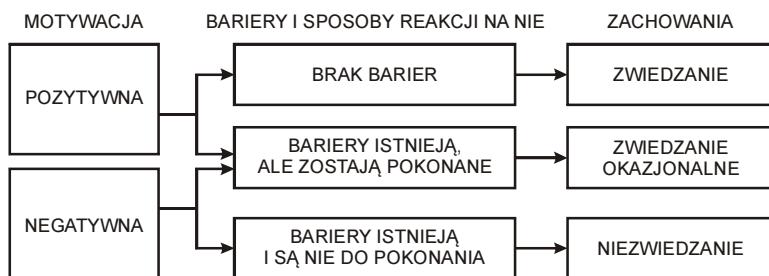 MOTYWACJA
BARIERY I SPOSOBY REAKCJI NA NIE
ZACHOWANIA
POZYTYWNA
BRAK BARIER
ZWIEDZANIE
BARIERY ISTNIEJĄ,
ALE ZOSTAJĄ POKONANE
ZWIEDZANIE
OKAZJONALNE
NEGATYWNA
BARIERY ISTNIEJĄ
I SĄ NIE DO POKONANIA
NIEZWIEDZANIE